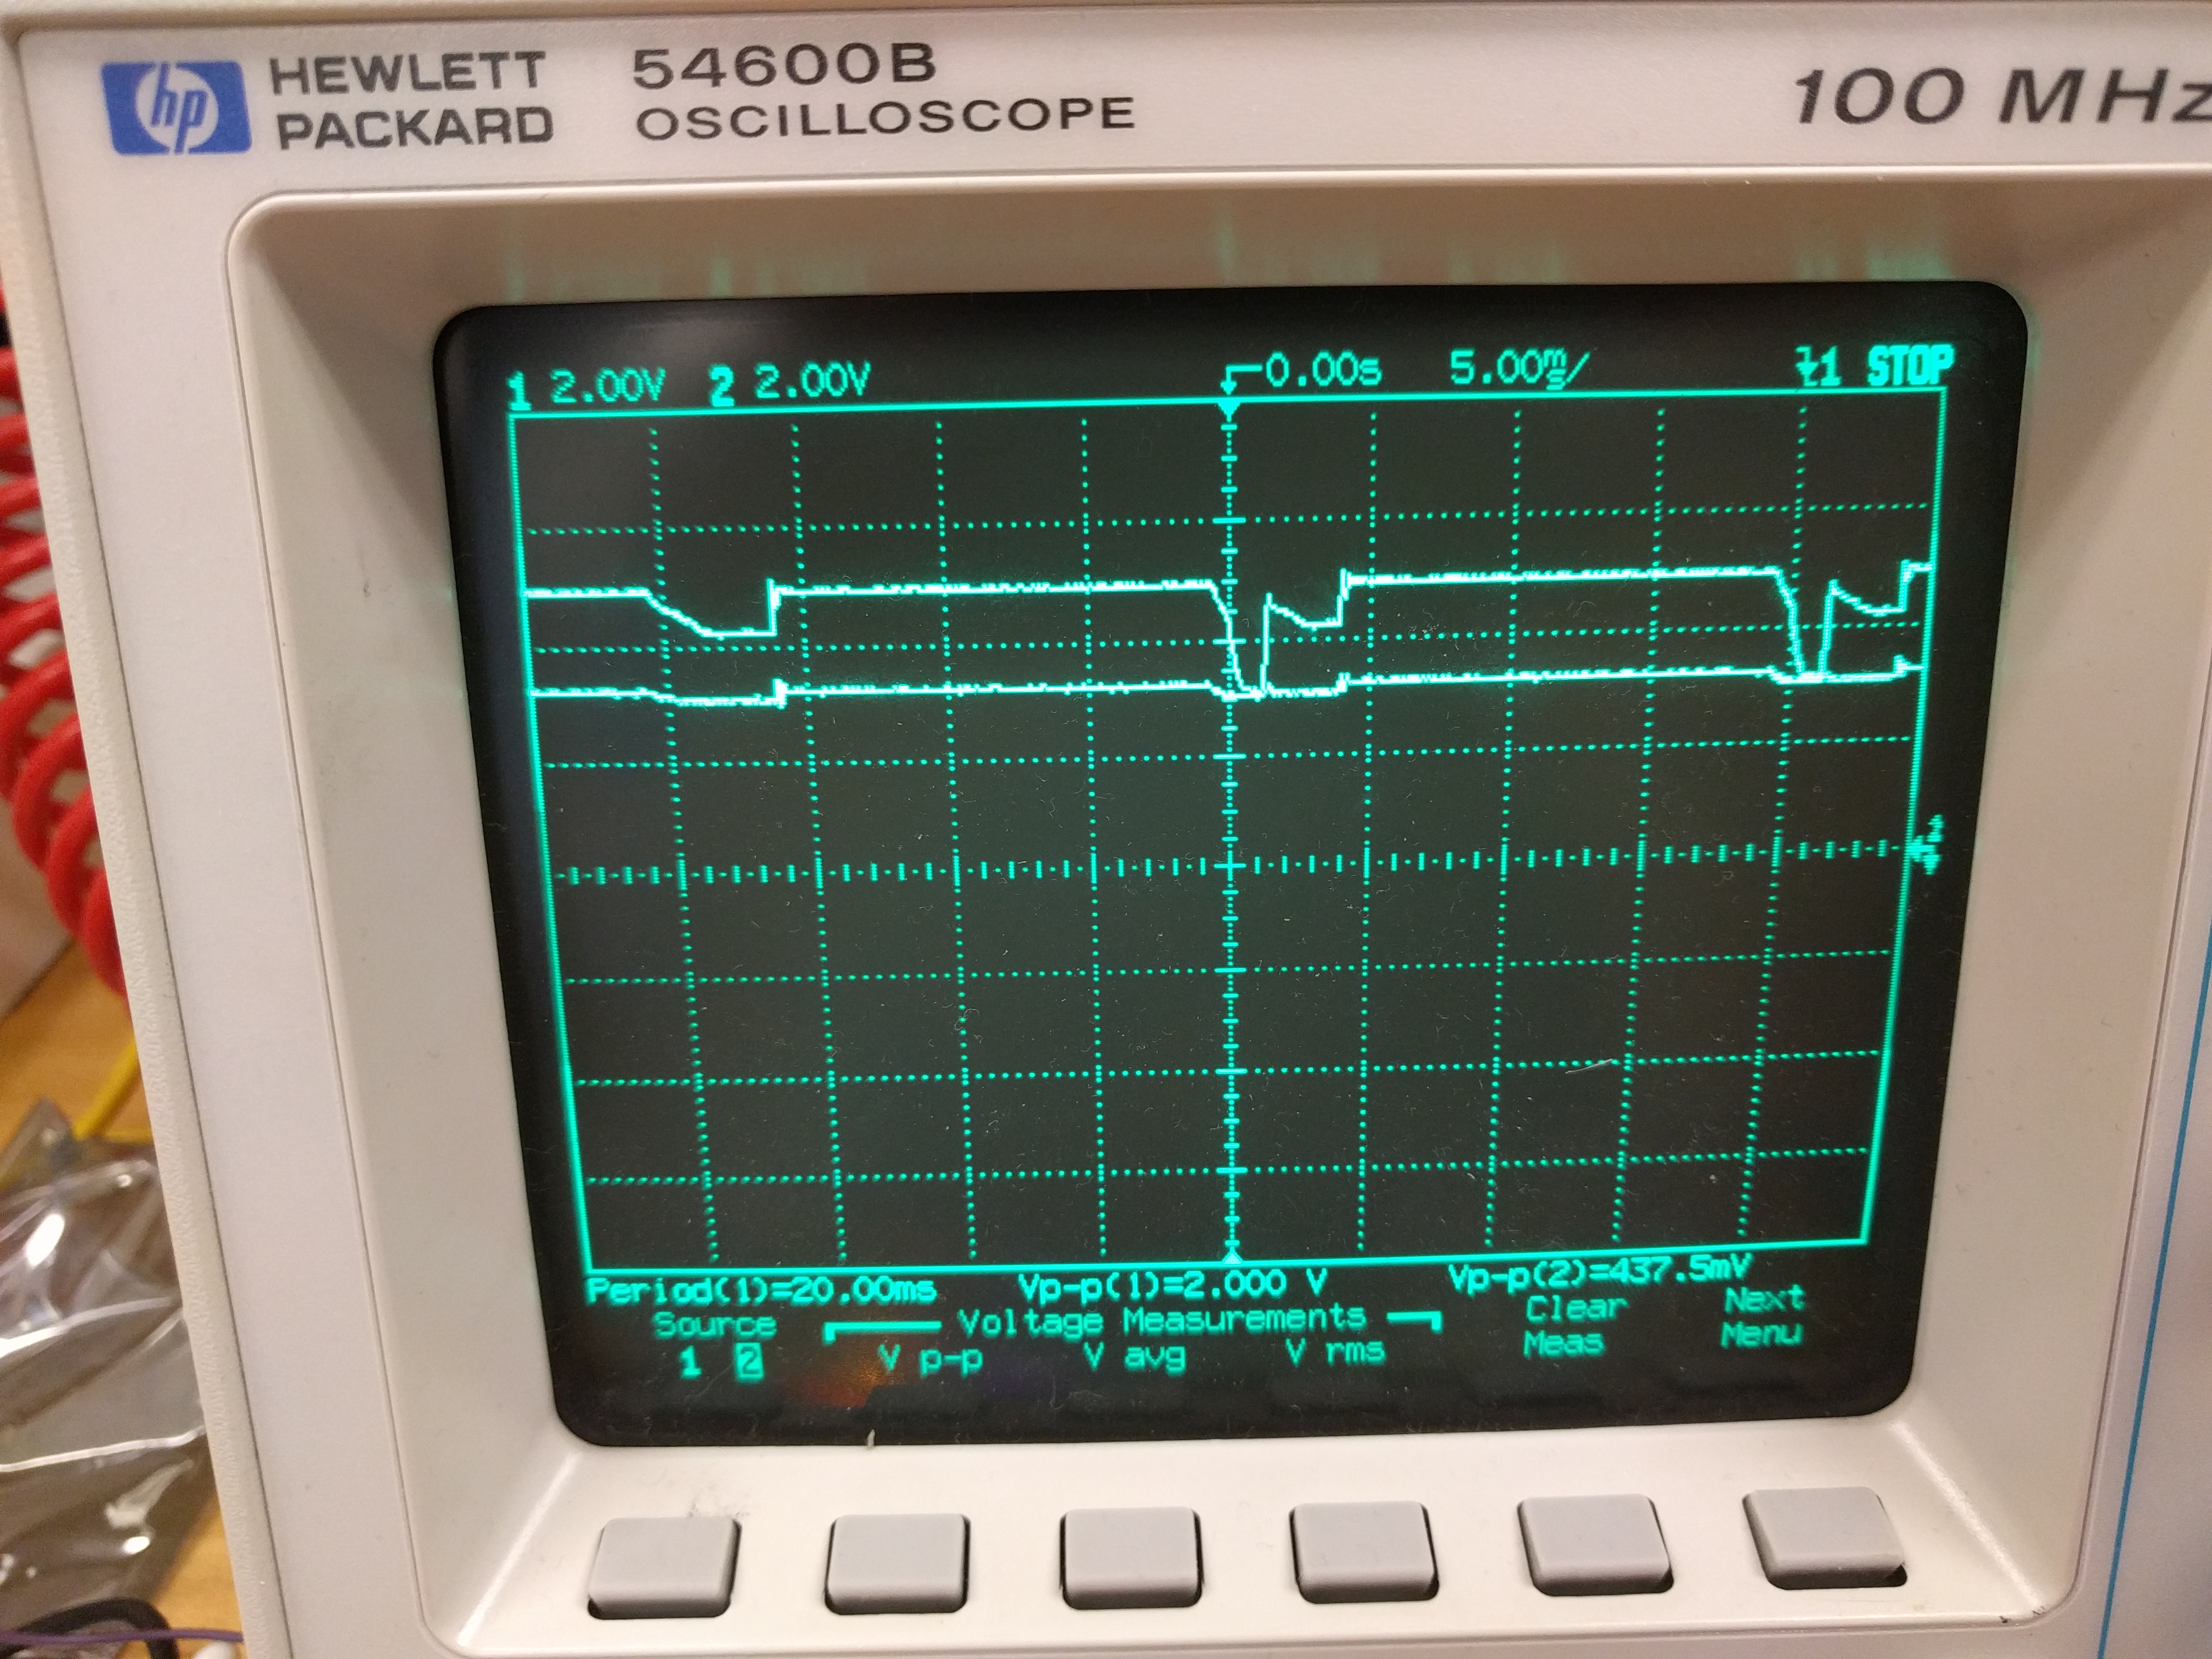 hp HEWLETT PACKARD 54600B OSCILLOSCOPE 100 MHz
1 2.00V 2 2.00V 0.00s 5.00ms/ 1 STOP
Period(1)=20.00ms Vp-p(1)=2.000 V Vp-p(2)=437.5mV
Source Voltage Measurements Clear Meas Next Menu
1 2 V p-p V avg V rms